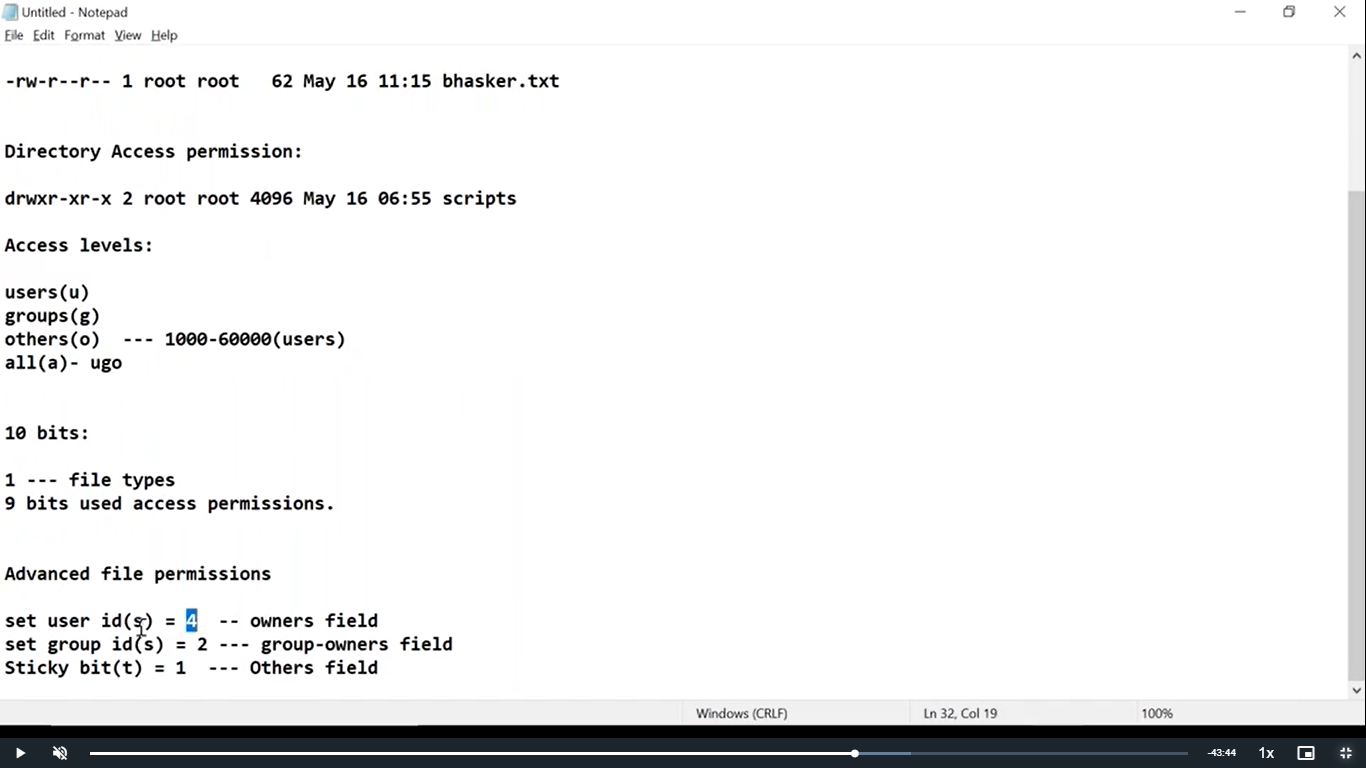 Untitled - Notepad
File Edit Format View Help
-rw-r--r-- 1 root root   62 May 16 11:15 bhasker.txt
Directory Access permission:
drwxr-xr-x 2 root root 4096 May 16 06:55 scripts
Access levels:
users(u)
groups(g)
others(o)  --- 1000-60000(users)
all(a)- ugo
10 bits:
1 --- file types
9 bits used access permissions.
Advanced file permissions
set user id(s) = 4  -- owners field
set group id(s) = 2 --- group-owners field
Sticky bit(t) = 1  --- Others field
Windows (CRLF) Ln 32, Col 19 100%
-43:44 1x